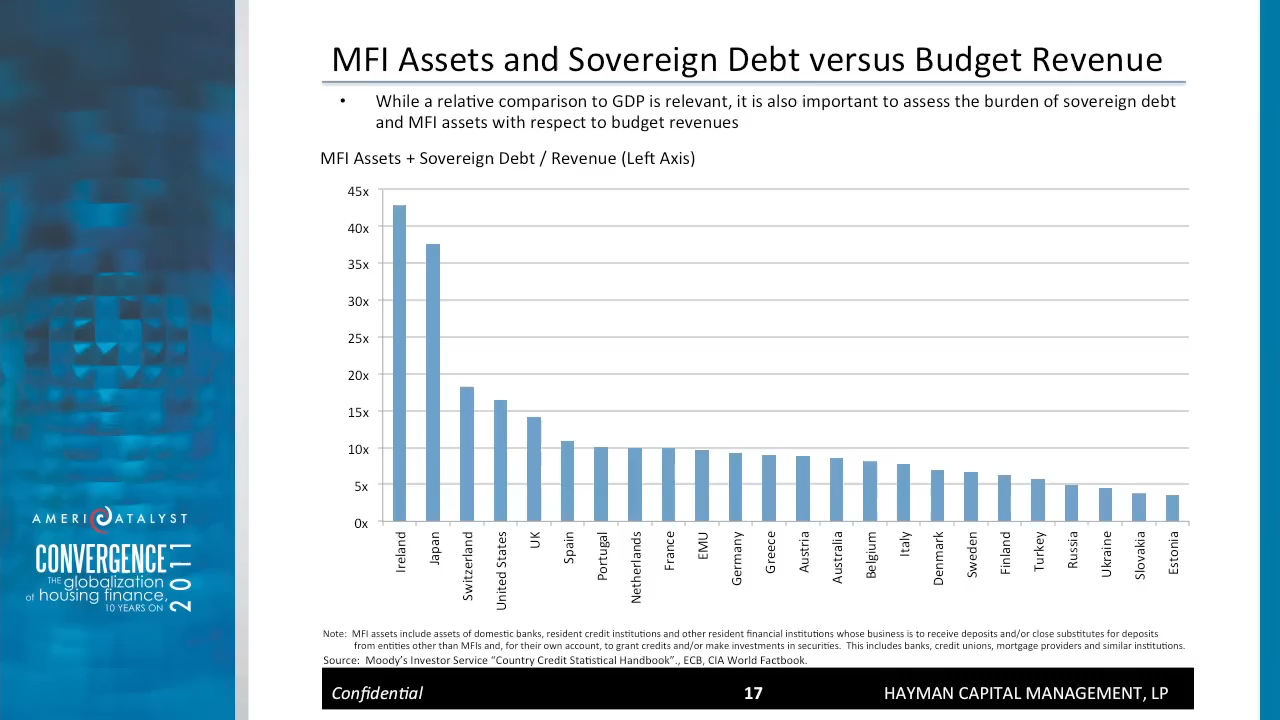 MFI Assets and Sovereign Debt versus Budget Revenue
• While a relative comparison to GDP is relevant, it is also important to assess the burden of sovereign debt
and MFI assets with respect to budget revenues
MFI Assets + Sovereign Debt / Revenue (Left Axis)
45x
40x
35x
30x
25x
20x
15x
10x
5x
0x
Ireland
Japan
Switzerland
United States
UK
Spain
Portugal
Netherlands
France
EMU
Germany
Greece
Austria
Australia
Belgium
Italy
Denmark
Sweden
Finland
Turkey
Russia
Ukraine
Slovakia
Estonia
Note: MFI assets include assets of domestic banks, resident credit institutions and other resident financial institutions whose business is to receive deposits and/or close substitutes for deposits
from entities other than MFIs and, for their own account, to grant credits and/or make investments in securities. This includes banks, credit unions, mortgage providers and similar institutions.
Source: Moody's Investor Service "Country Credit Statistical Handbook"., ECB, CIA World Factbook.
Confidential 17 HAYMAN CAPITAL MANAGEMENT, LP
AMERICATALYST
CONVERGENCE
THE globalization
of housing finance,
10 YEARS ON
2011